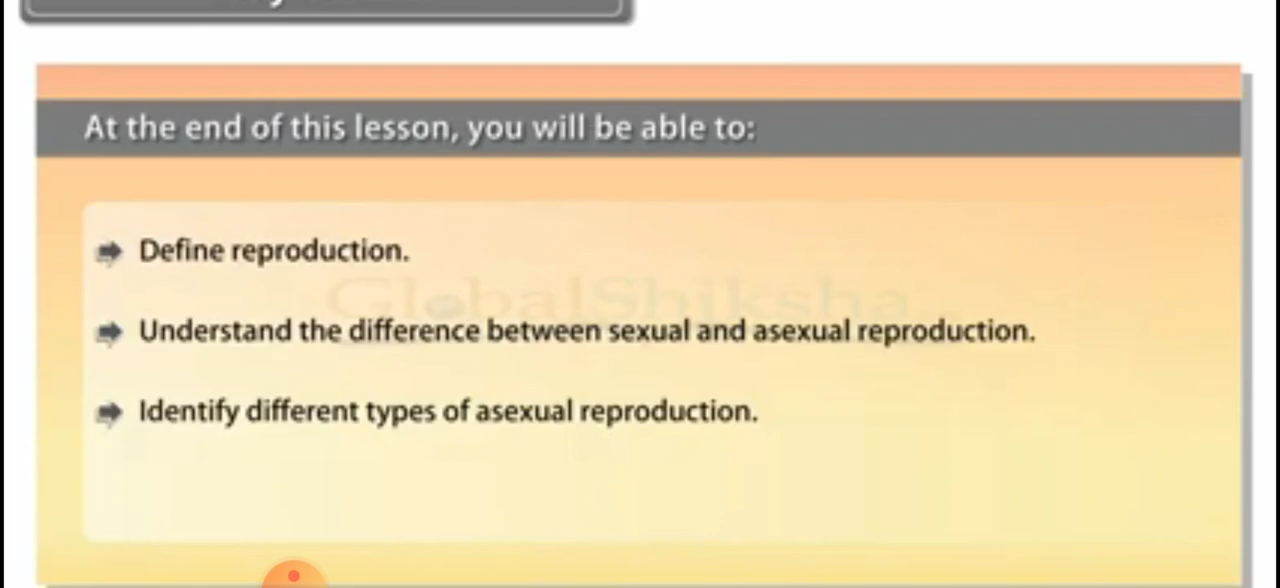 At the end of this lesson, you will be able to:
Define reproduction.
GlobalShiksha
Understand the difference between sexual and asexual reproduction.
Identify different types of asexual reproduction.